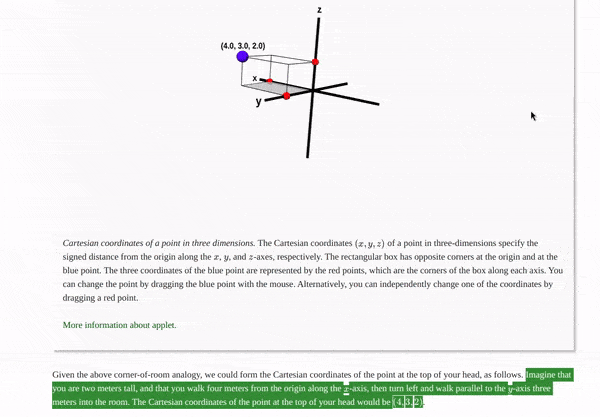 z
(4.0, 3.0, 2.0)
x
y
Cartesian coordinates of a point in three dimensions. The Cartesian coordinates (x, y, z) of a point in three-dimensions specify the
signed distance from the origin along the x, y, and z-axes, respectively. The rectangular box has opposite corners at the origin and at the
blue point. The three coordinates of the blue point are represented by the red points, which are the corners of the box along each axis. You
can change the point by dragging the blue point with the mouse. Alternatively, you can independently change one of the coordinates by
dragging a red point.
More information about applet.
Given the above corner-of-room analogy, we could form the Cartesian coordinates of the point at the top of your head, as follows. Imagine that
you are two meters tall, and that you walk four meters from the origin along the x-axis, then turn left and walk parallel to the y-axis three
meters into the room. The Cartesian coordinates of the point at the top of your head would be (4,3,2).